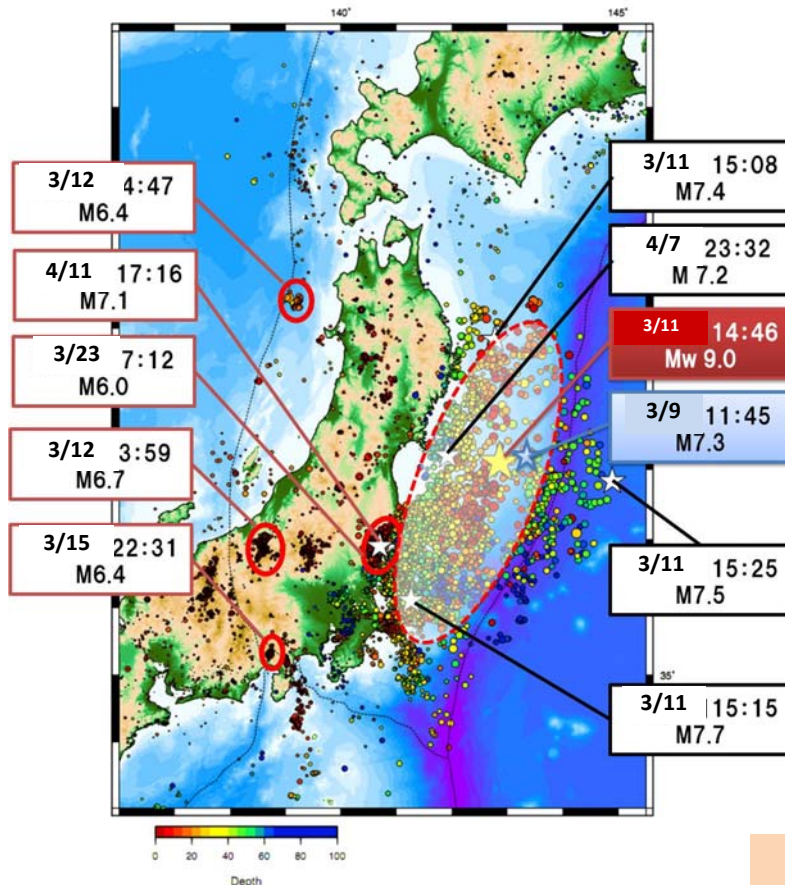 140°
145°
3/12 4:47
M6.4
4/11 17:16
M7.1
3/23 7:12
M6.0
3/12 3:59
M6.7
3/15 22:31
M6.4
3/11 15:08
M7.4
4/7 23:32
M 7.2
3/11 14:46
Mw 9.0
3/9 11:45
M7.3
3/11 15:25
M7.5
35°
3/11 15:15
M7.7
0 20 40 60 80 100
Depth